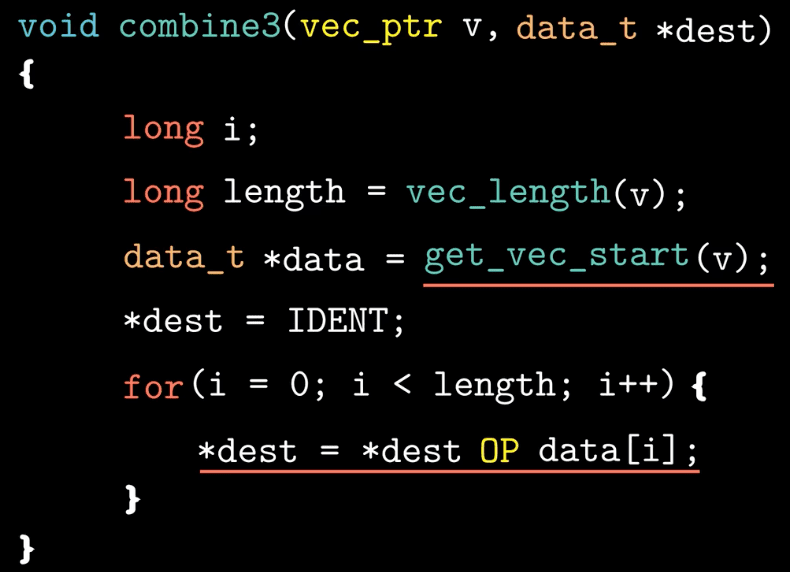 void combine3(vec_ptr v, data_t *dest)
{
long i;
long length = vec_length(v);
data_t *data = get_vec_start(v);
*dest = IDENT;
for(i = 0; i < length; i++) {
*dest = *dest OP data[i];
}
}